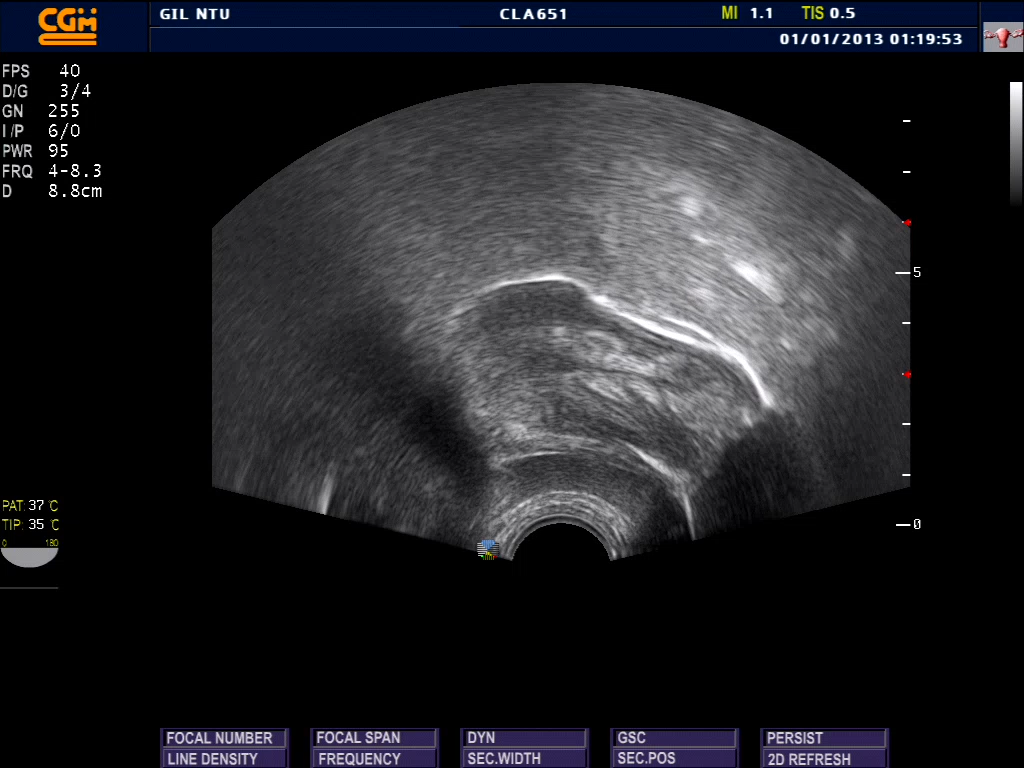 CGM
GIL NTU CLA651 MI 1.1 TIS 0.5
01/01/2013 01:19:53
FPS 40
D/G 3/4
GN 255
I/P 6/0
PWR 95
FRQ 4-8.3
D 8.8cm
5
PAT: 37 °C
TIP: 35 °C
0 180
0
FOCAL NUMBER FOCAL SPAN DYN GSC PERSIST
LINE DENSITY FREQUENCY SEC.WIDTH SEC.POS 2D REFRESH